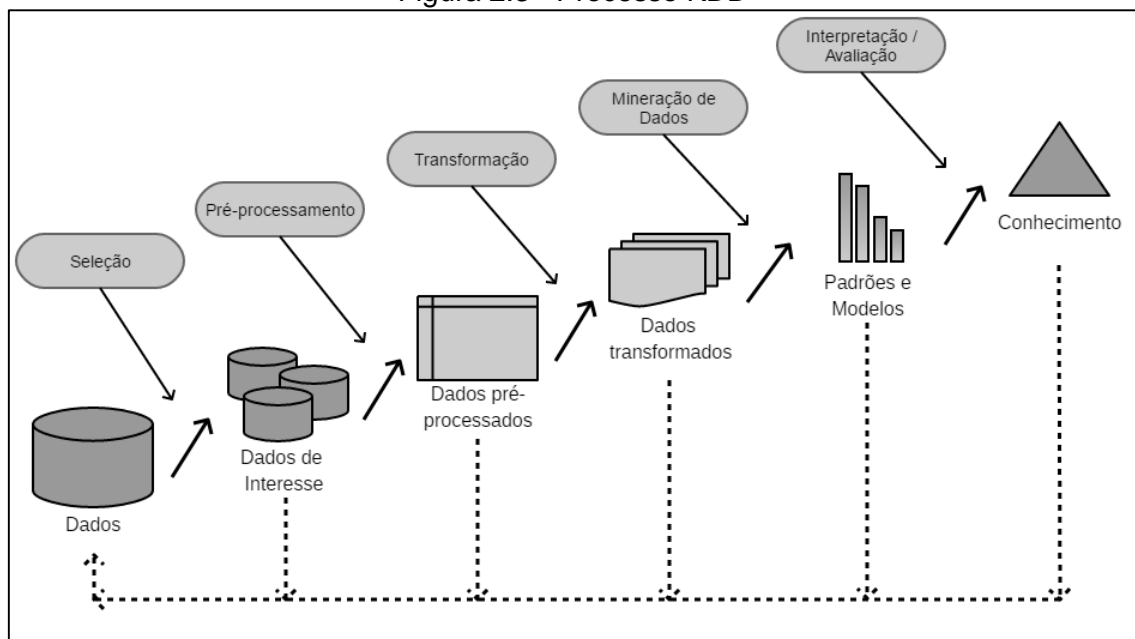 Interpretação /
Avaliação
Mineração de
Dados
Transformação
Pré-processamento
Seleção
Conhecimento
Padrões e
Modelos
Dados
transformados
Dados pré-
processados
Dados de
Interesse
Dados